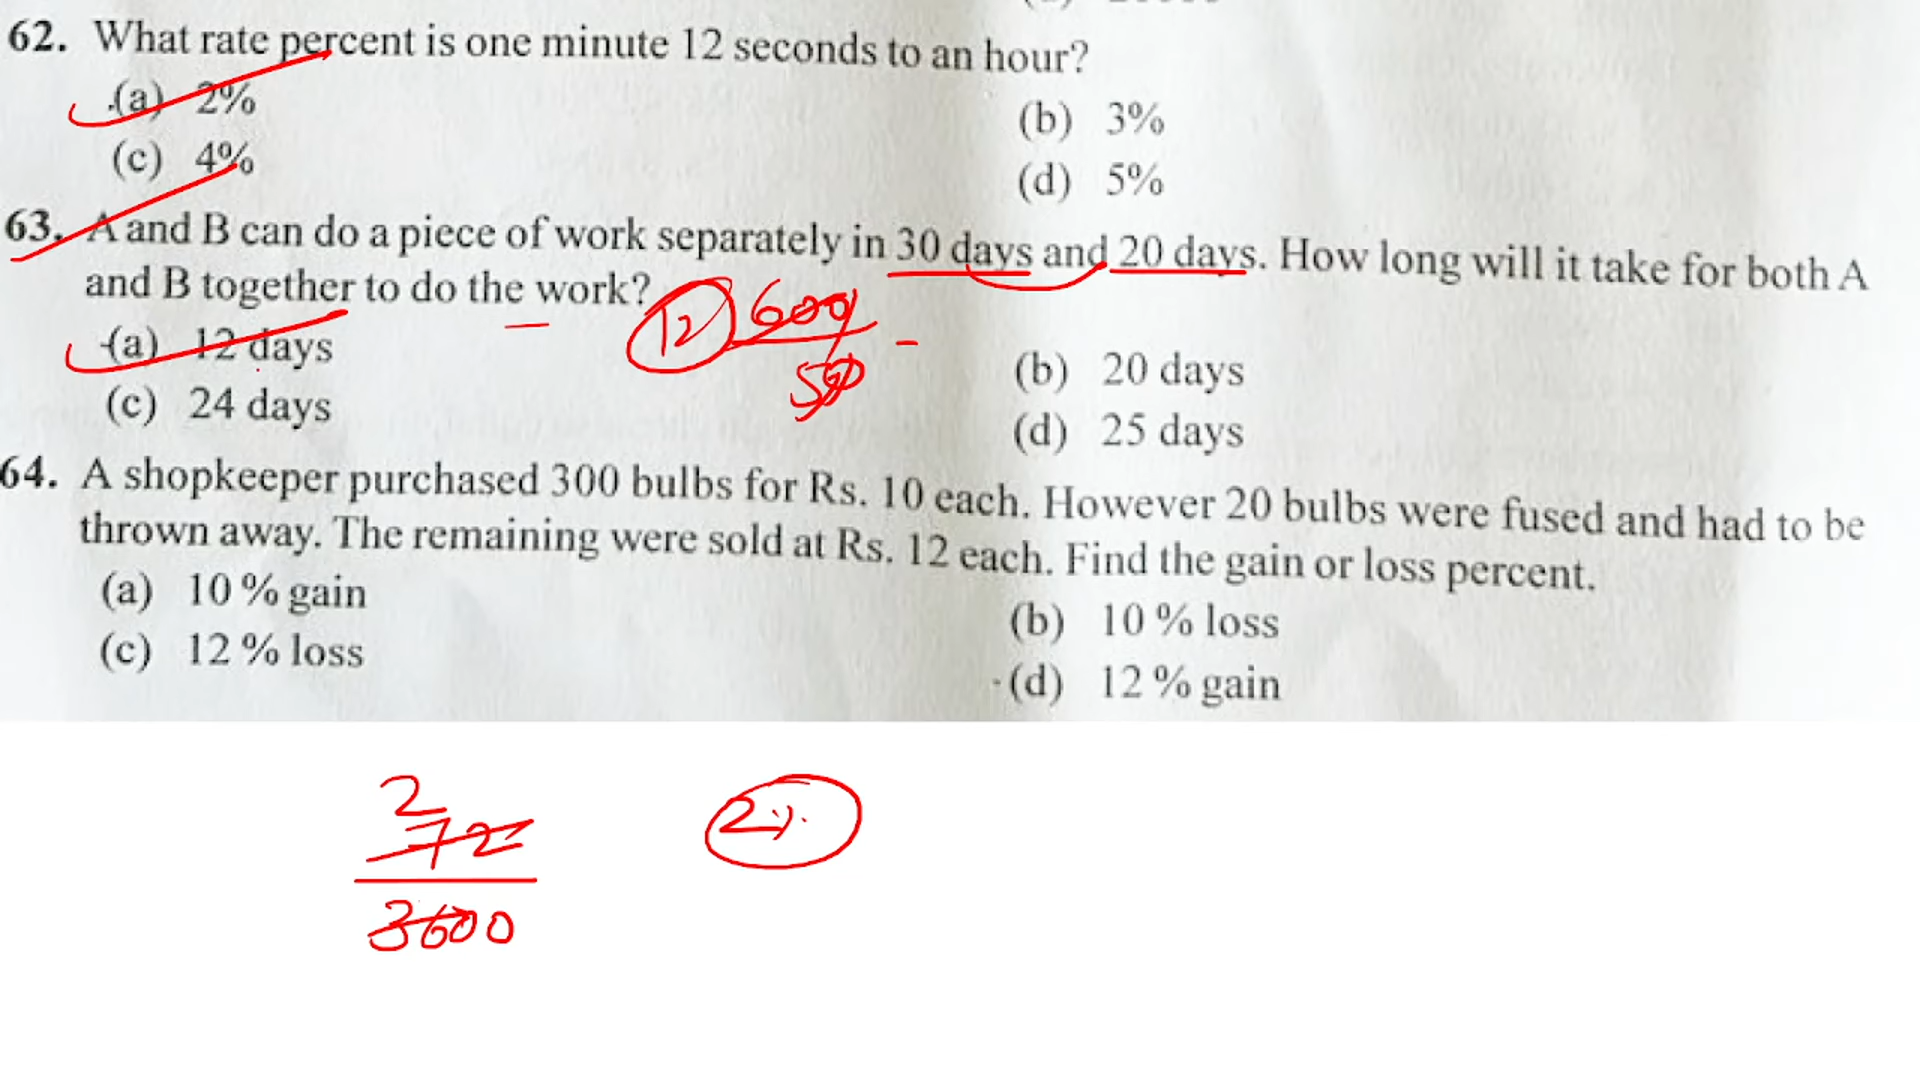 62. What rate percent is one minute 12 seconds to an hour?
(a) 2%
(b) 3%
(c) 4%
(d) 5%
63. A and B can do a piece of work separately in 30 days and 20 days. How long will it take for both A
and B together to do the work?
12 600
50
(a) 12 days
(b) 20 days
(c) 24 days
(d) 25 days
64. A shopkeeper purchased 300 bulbs for Rs. 10 each. However 20 bulbs were fused and had to be
thrown away. The remaining were sold at Rs. 12 each. Find the gain or loss percent.
(a) 10 % gain
(b) 10 % loss
(c) 12 % loss
(d) 12 % gain
2
72
3600
2%